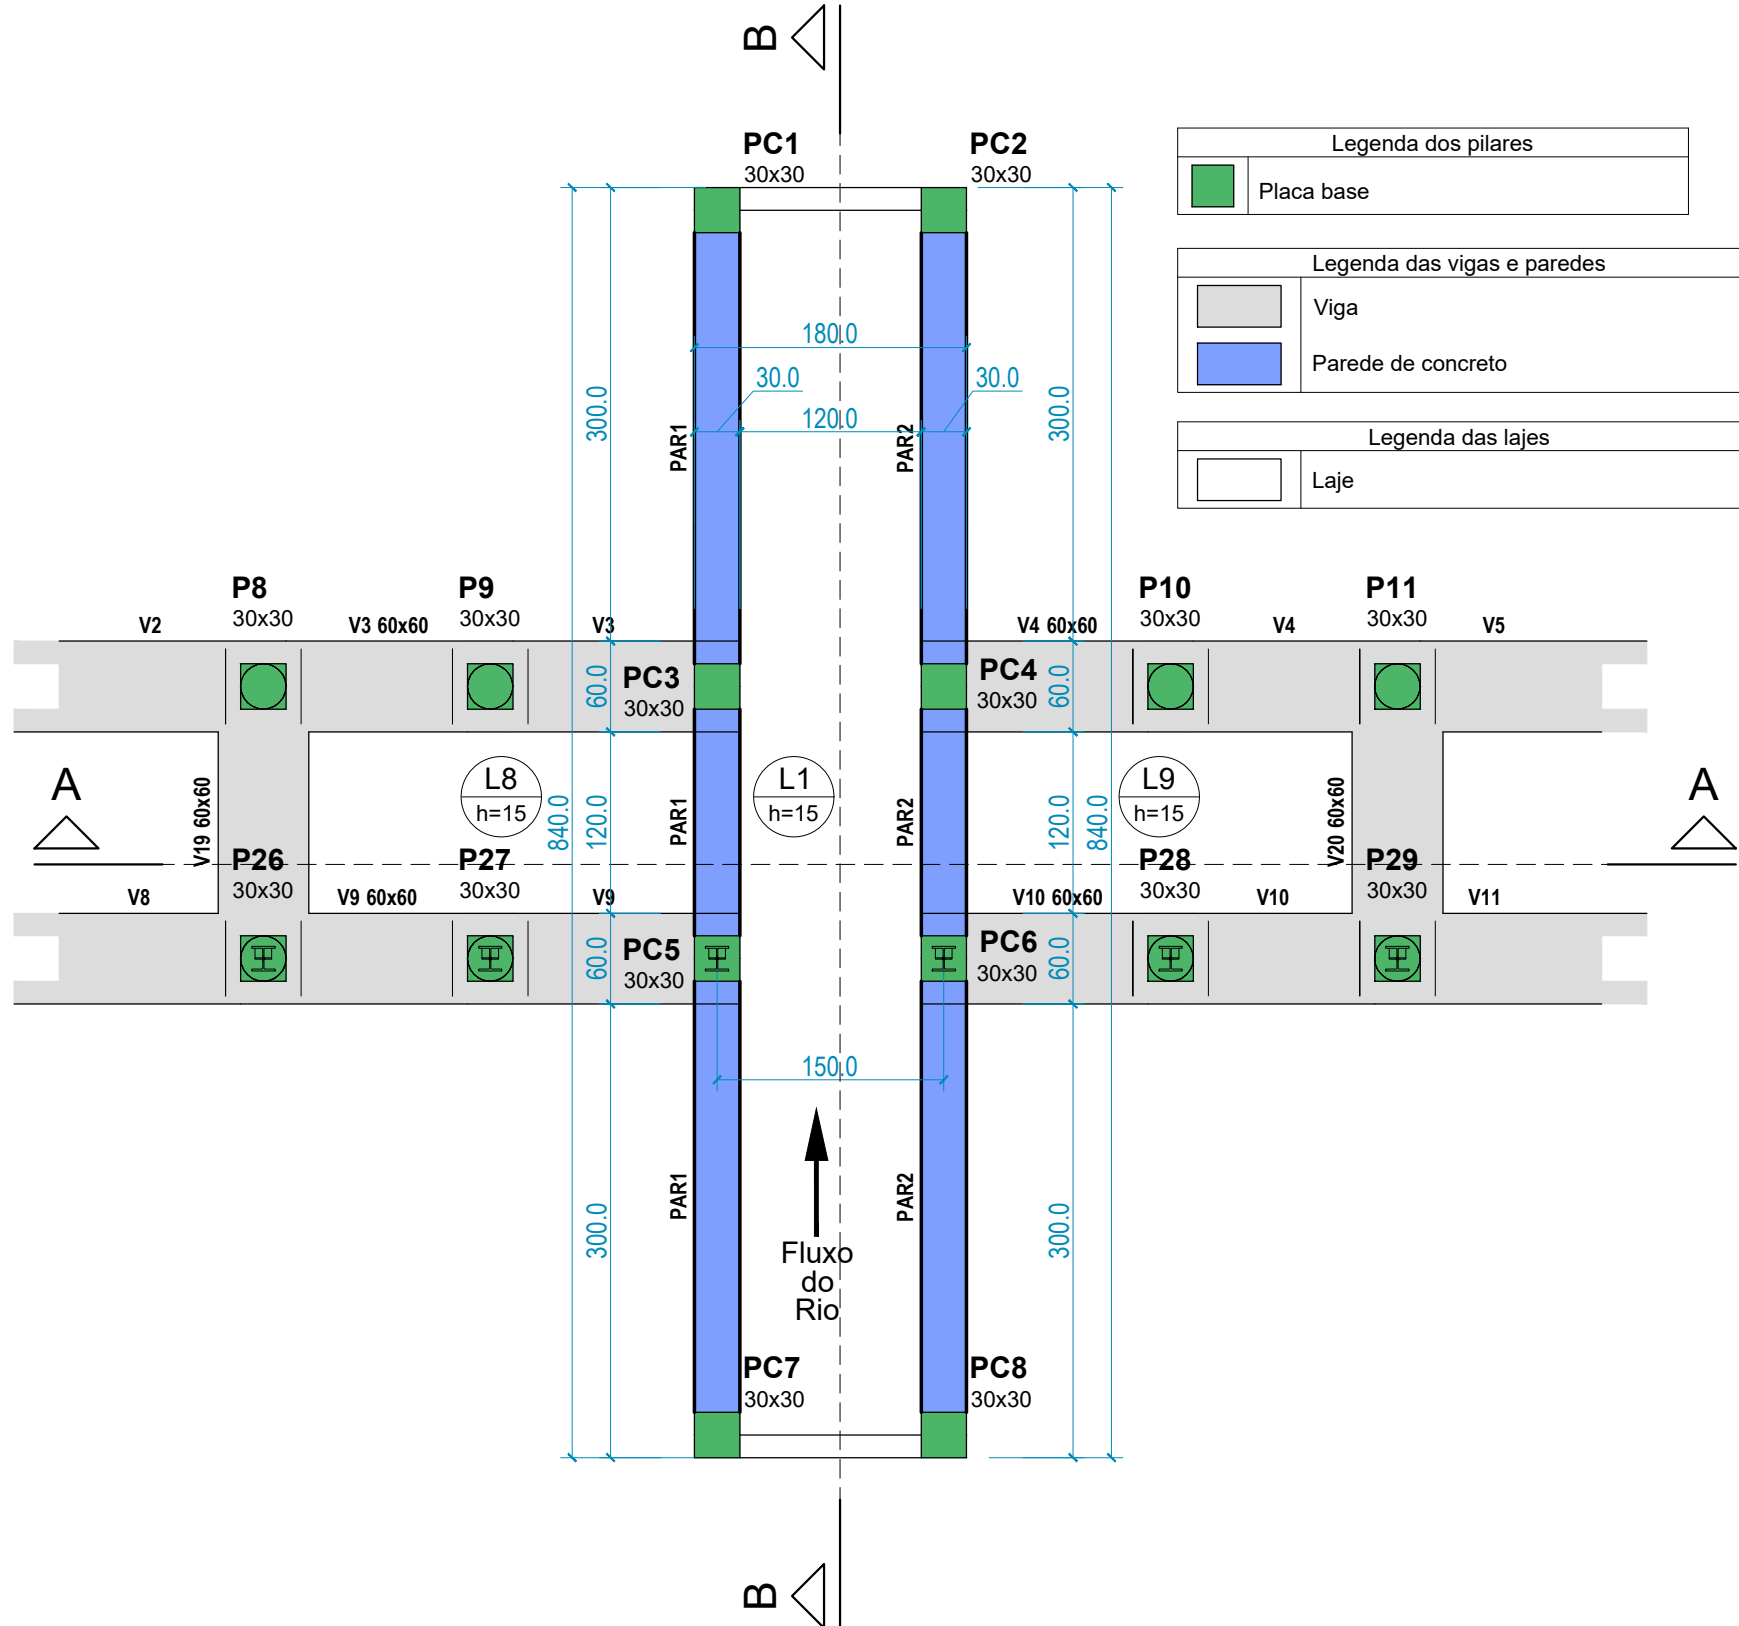 B
PC1
30x30
PC2
30x30
Legenda dos pilares
Placa base
Legenda das vigas e paredes
Viga
Parede de concreto
Legenda das lajes
Laje
180.0
30.0
30.0
120.0
300.0
300.0
PAR1
PAR2
P8
30x30
P9
30x30
P10
30x30
P11
30x30
V2
V3 60x60
V3
V4 60x60
V4
V5
PC3
30x30
60.0
PC4
30x30
60.0
A
V19 60x60
L8
h=15
840.0
120.0
PAR1
L1
h=15
PAR2
120.0
840.0
L9
h=15
V20 60x60
A
P26
30x30
P27
30x30
P28
30x30
P29
30x30
V8
V9 60x60
V9
V10 60x60
V10
V11
PC5
30x30
60.0
PC6
30x30
60.0
150.0
300.0
PAR1
PAR2
300.0
Fluxo
do
Rio
PC7
30x30
PC8
30x30
B